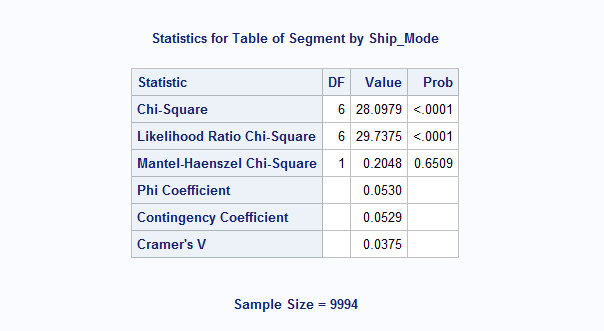 Statistics for Table of Segment by Ship_Mode
Statistic DF Value Prob
Chi-Square 6 28.0979 <.0001
Likelihood Ratio Chi-Square 6 29.7375 <.0001
Mantel-Haenszel Chi-Square 1 0.2048 0.6509
Phi Coefficient 0.0530
Contingency Coefficient 0.0529
Cramer's V 0.0375
Sample Size = 9994